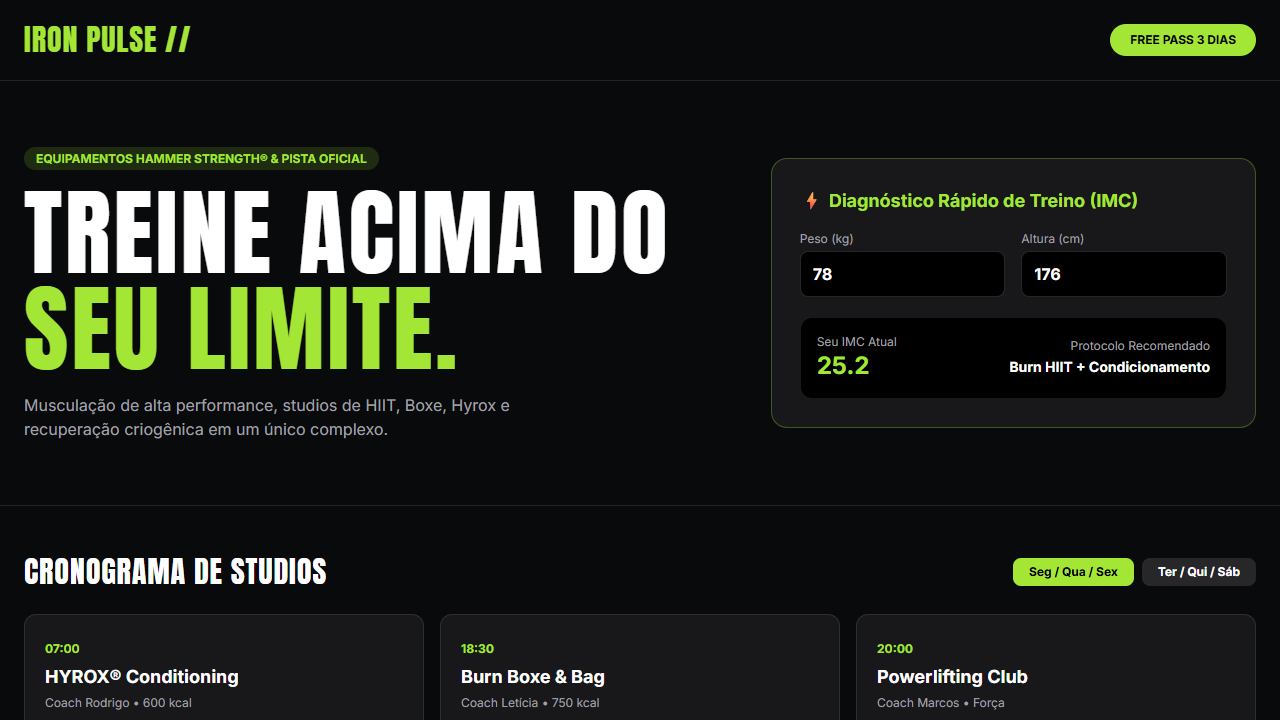 IRON PULSE //
FREE PASS 3 DIAS
EQUIPAMENTOS HAMMER STRENGTH® & PISTA OFICIAL
TREINE ACIMA DO
SEU LIMITE.
Musculação de alta performance, studios de HIIT, Boxe, Hyrox e
recuperação criogênica em um único complexo.
Diagnóstico Rápido de Treino (IMC)
Peso (kg)
Altura (cm)
78
176
Seu IMC Atual
25.2
Protocolo Recomendado
Burn HIIT + Condicionamento
CRONOGRAMA DE STUDIOS
Seg / Qua / Sex
Ter / Qui / Sáb
07:00
HYROX® Conditioning
Coach Rodrigo • 600 kcal
18:30
Burn Boxe & Bag
Coach Letícia • 750 kcal
20:00
Powerlifting Club
Coach Marcos • Força